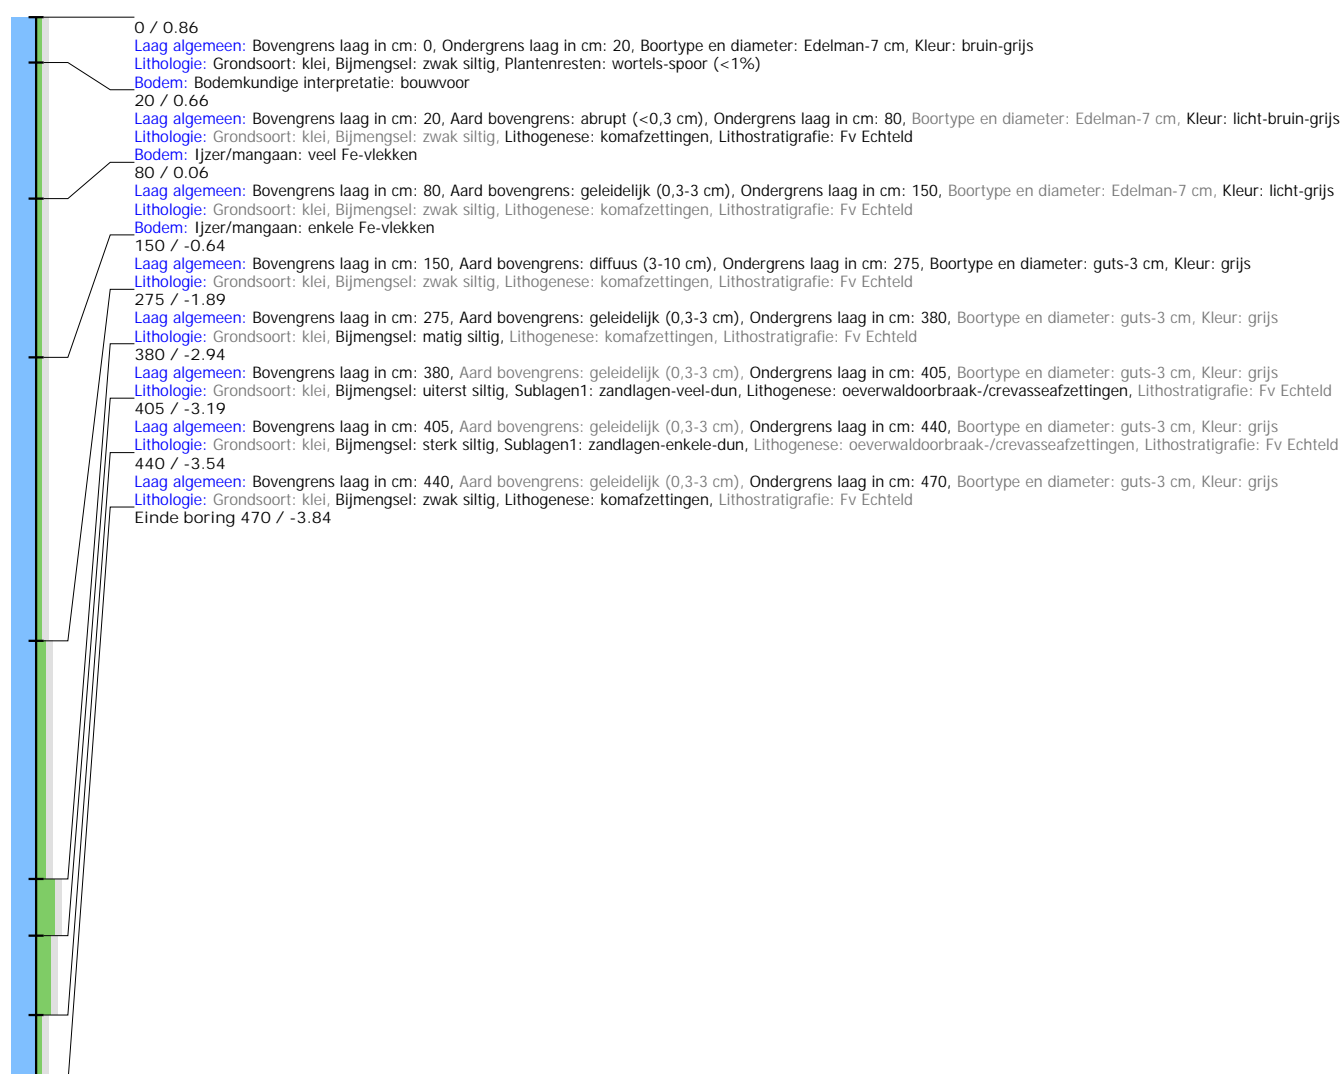 0 / 0.86
Laag algemeen: Bovengrens laag in cm: 0, Ondergrens laag in cm: 20, Boortype en diameter: Edelman-7 cm, Kleur: bruin-grijs
Lithologie: Grondsoort: klei, Bijmengsel: zwak siltig, Plantenresten: wortels-spoor (<1%)
Bodem: Bodemkundige interpretatie: bouwvoor
20 / 0.66
Laag algemeen: Bovengrens laag in cm: 20, Aard bovengrens: abrupt (<0,3 cm), Ondergrens laag in cm: 80, Boortype en diameter: Edelman-7 cm, Kleur: licht-bruin-grijs
Lithologie: Grondsoort: klei, Bijmengsel: zwak siltig, Lithogenese: komafzettingen, Lithostratigrafie: Fv Echteld
Bodem: Ijzer/mangaan: veel Fe-vlekken
80 / 0.06
Laag algemeen: Bovengrens laag in cm: 80, Aard bovengrens: geleidelijk (0,3-3 cm), Ondergrens laag in cm: 150, Boortype en diameter: Edelman-7 cm, Kleur: licht-grijs
Lithologie: Grondsoort: klei, Bijmengsel: zwak siltig, Lithogenese: komafzettingen, Lithostratigrafie: Fv Echteld
Bodem: Ijzer/mangaan: enkele Fe-vlekken
150 / -0.64
Laag algemeen: Bovengrens laag in cm: 150, Aard bovengrens: diffuus (3-10 cm), Ondergrens laag in cm: 275, Boortype en diameter: guts-3 cm, Kleur: grijs
Lithologie: Grondsoort: klei, Bijmengsel: zwak siltig, Lithogenese: komafzettingen, Lithostratigrafie: Fv Echteld
275 / -1.89
Laag algemeen: Bovengrens laag in cm: 275, Aard bovengrens: geleidelijk (0,3-3 cm), Ondergrens laag in cm: 380, Boortype en diameter: guts-3 cm, Kleur: grijs
Lithologie: Grondsoort: klei, Bijmengsel: matig siltig, Lithogenese: komafzettingen, Lithostratigrafie: Fv Echteld
380 / -2.94
Laag algemeen: Bovengrens laag in cm: 380, Aard bovengrens: geleidelijk (0,3-3 cm), Ondergrens laag in cm: 405, Boortype en diameter: guts-3 cm, Kleur: grijs
Lithologie: Grondsoort: klei, Bijmengsel: uiterst siltig, Sublagen1: zandlagen-veel-dun, Lithogenese: oeverwaldoorbraak-/crevasseafzettingen, Lithostratigrafie: Fv Echteld
405 / -3.19
Laag algemeen: Bovengrens laag in cm: 405, Aard bovengrens: geleidelijk (0,3-3 cm), Ondergrens laag in cm: 440, Boortype en diameter: guts-3 cm, Kleur: grijs
Lithologie: Grondsoort: klei, Bijmengsel: sterk siltig, Sublagen1: zandlagen-enkele-dun, Lithogenese: oeverwaldoorbraak-/crevasseafzettingen, Lithostratigrafie: Fv Echteld
440 / -3.54
Laag algemeen: Bovengrens laag in cm: 440, Aard bovengrens: geleidelijk (0,3-3 cm), Ondergrens laag in cm: 470, Boortype en diameter: guts-3 cm, Kleur: grijs
Lithologie: Grondsoort: klei, Bijmengsel: zwak siltig, Lithogenese: komafzettingen, Lithostratigrafie: Fv Echteld
Einde boring 470 / -3.84